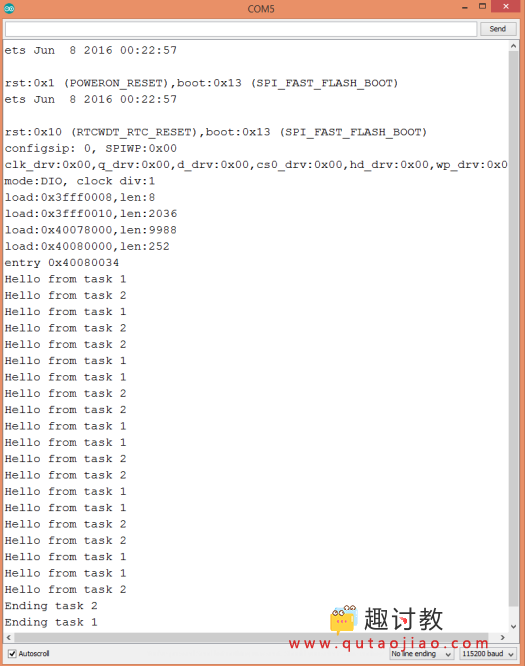 COM5
Send
ets Jun  8 2016 00:22:57
rst:0x1 (POWERON_RESET),boot:0x13 (SPI_FAST_FLASH_BOOT)
ets Jun  8 2016 00:22:57
rst:0x10 (RTCWDT_RTC_RESET),boot:0x13 (SPI_FAST_FLASH_BOOT)
configsip: 0, SPIWP:0x00
clk_drv:0x00,q_drv:0x00,d_drv:0x00,cs0_drv:0x00,hd_drv:0x00,wp_drv:0x0
mode:DIO, clock div:1
load:0x3fff0008,len:8
load:0x3fff0010,len:2036
load:0x40078000,len:9988
load:0x40080000,len:252
entry 0x40080034
Hello from task 1
Hello from task 2
Hello from task 1
Hello from task 2
Hello from task 2
Hello from task 1
Hello from task 1
Hello from task 2
Hello from task 2
Hello from task 1
Hello from task 1
Hello from task 2
Hello from task 2
Hello from task 1
Hello from task 1
Hello from task 2
Hello from task 2
Hello from task 1
Hello from task 1
Hello from task 2
Ending task 2
Ending task 1
趣讨教
www.qutaojiao.com
Autoscroll
No line ending
115200 baud